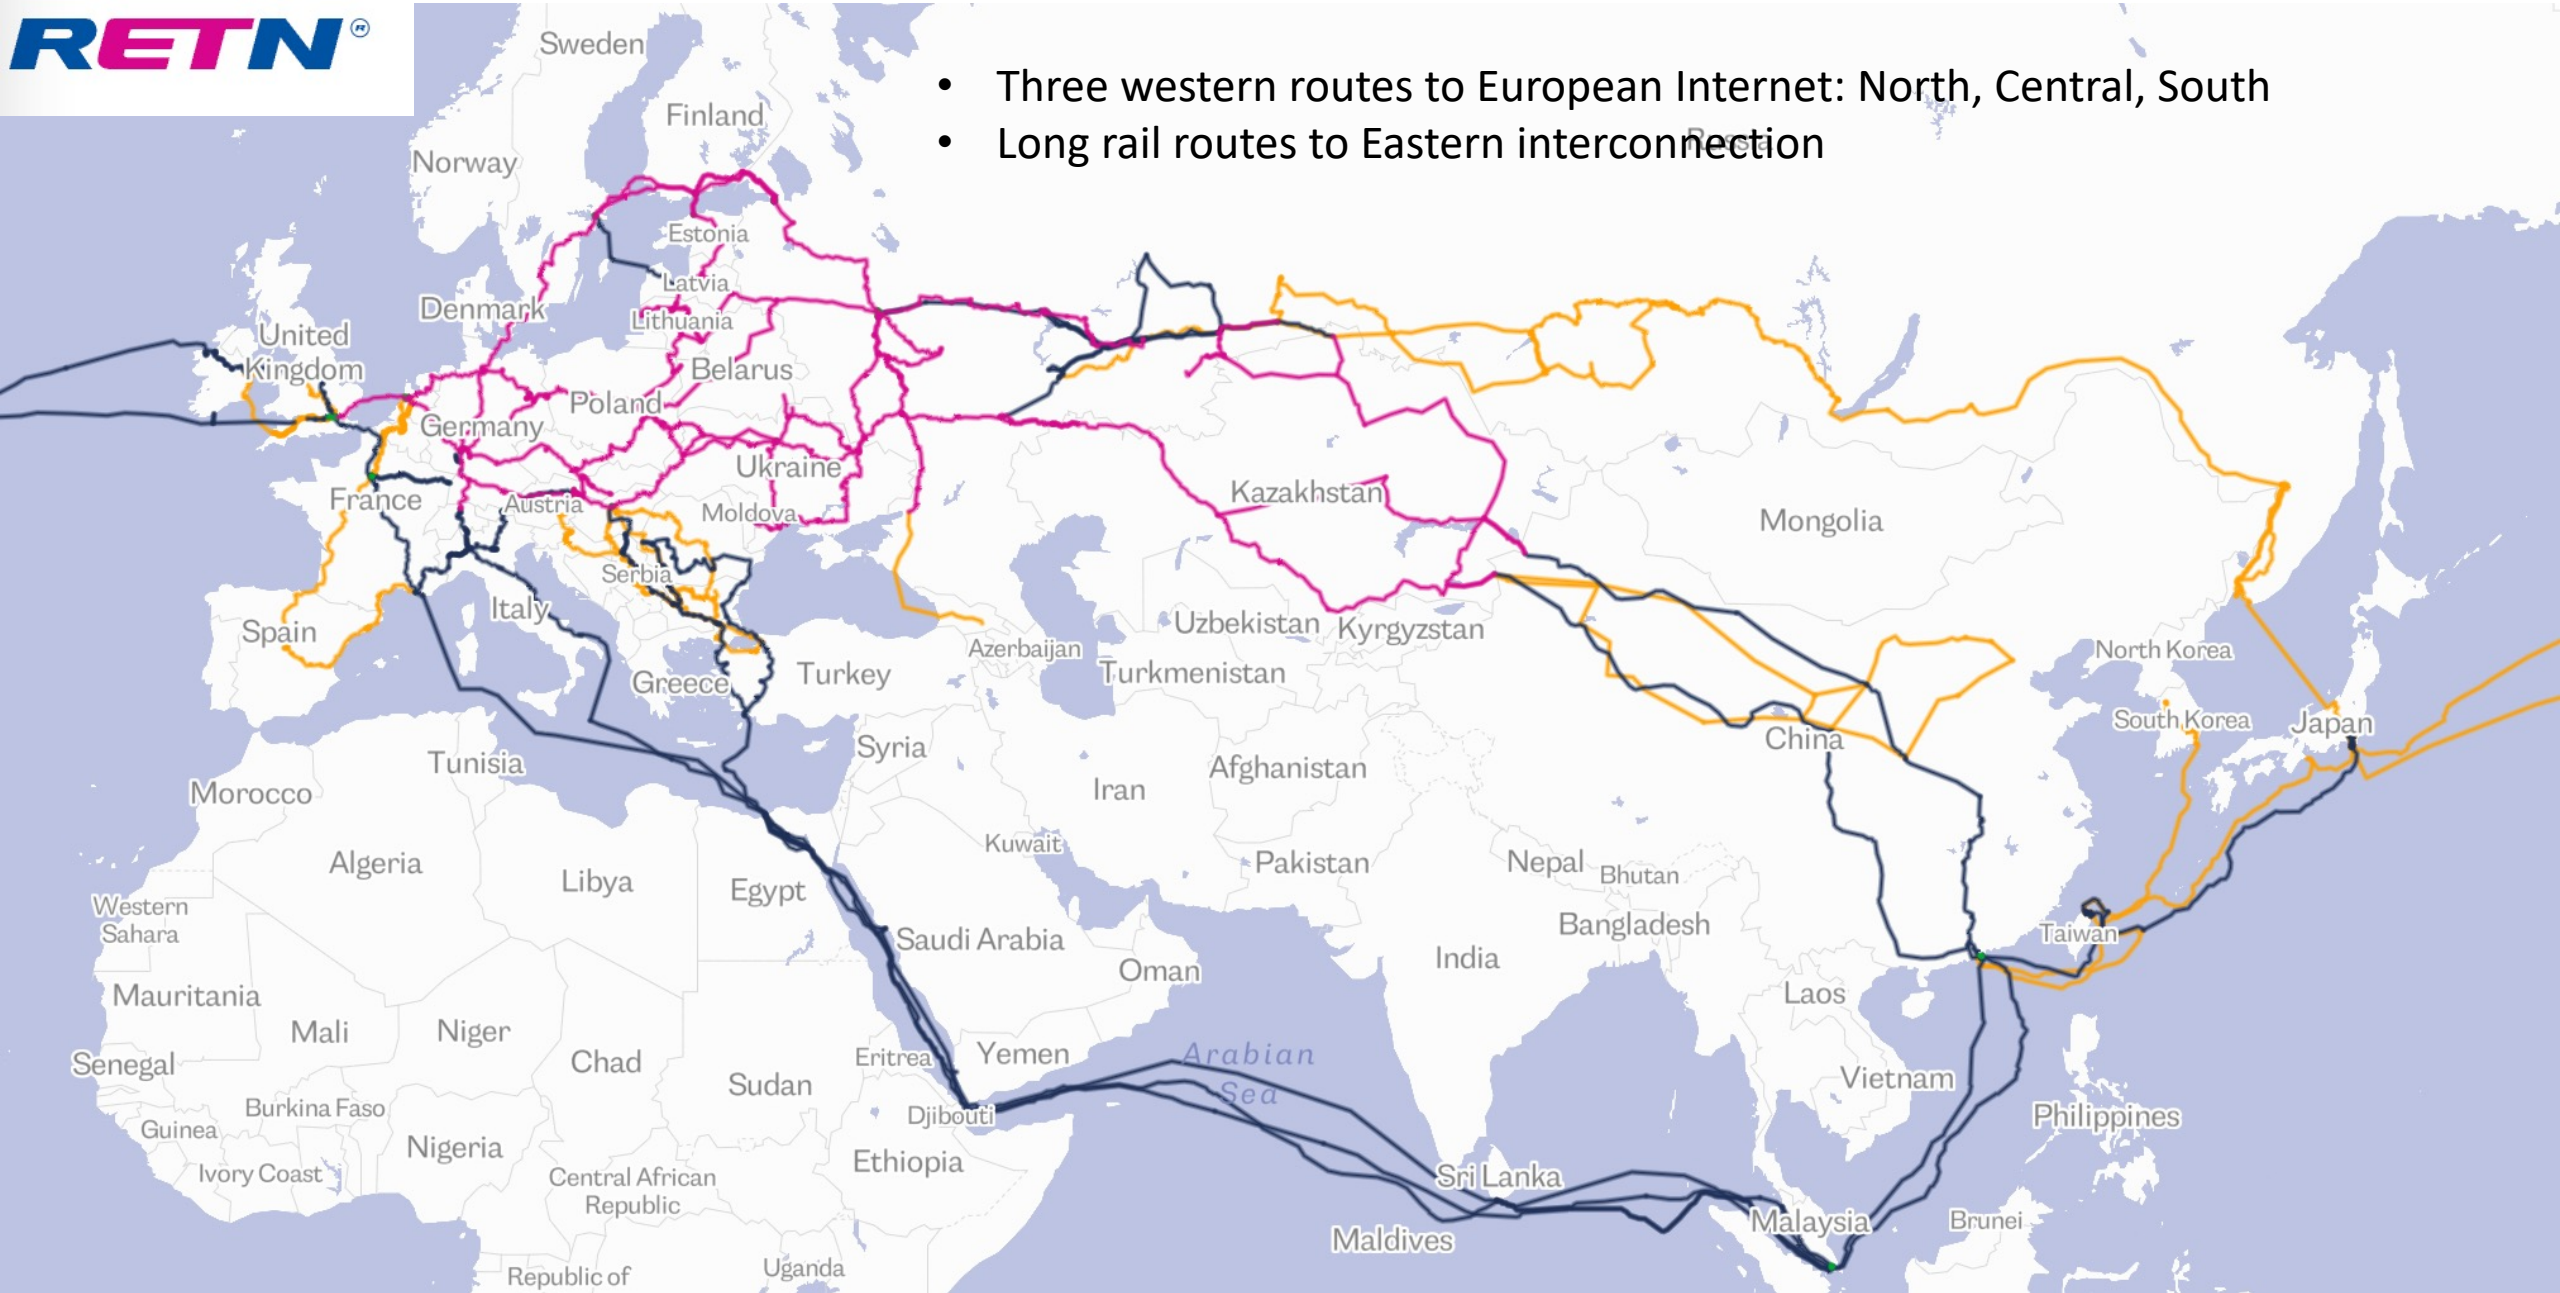 RETN®
• Three western routes to European Internet: North, Central, South
• Long rail routes to Eastern interconnection
Sweden
Finland
Russia
Norway
Estonia
Latvia
Denmark
Lithuania
United
Kingdom
Belarus
Poland
Germany
Ukraine
France
Austria
Moldova
Kazakhstan
Mongolia
Serbia
Italy
Spain
Uzbekistan
Kyrgyzstan
Azerbaijan
North Korea
Greece
Turkey
Turkmenistan
South Korea
Japan
China
Syria
Tunisia
Afghanistan
Iran
Morocco
Kuwait
Algeria
Pakistan
Nepal
Bhutan
Libya
Egypt
Western
Sahara
Bangladesh
Taiwan
Saudi Arabia
India
Oman
Mauritania
Laos
Mali
Niger
Eritrea
Yemen
Arabian
Sea
Senegal
Chad
Sudan
Vietnam
Burkina Faso
Djibouti
Philippines
Guinea
Nigeria
Ethiopia
Ivory Coast
Central African
Republic
Sri Lanka
Malaysia
Brunei
Maldives
Republic of
Uganda